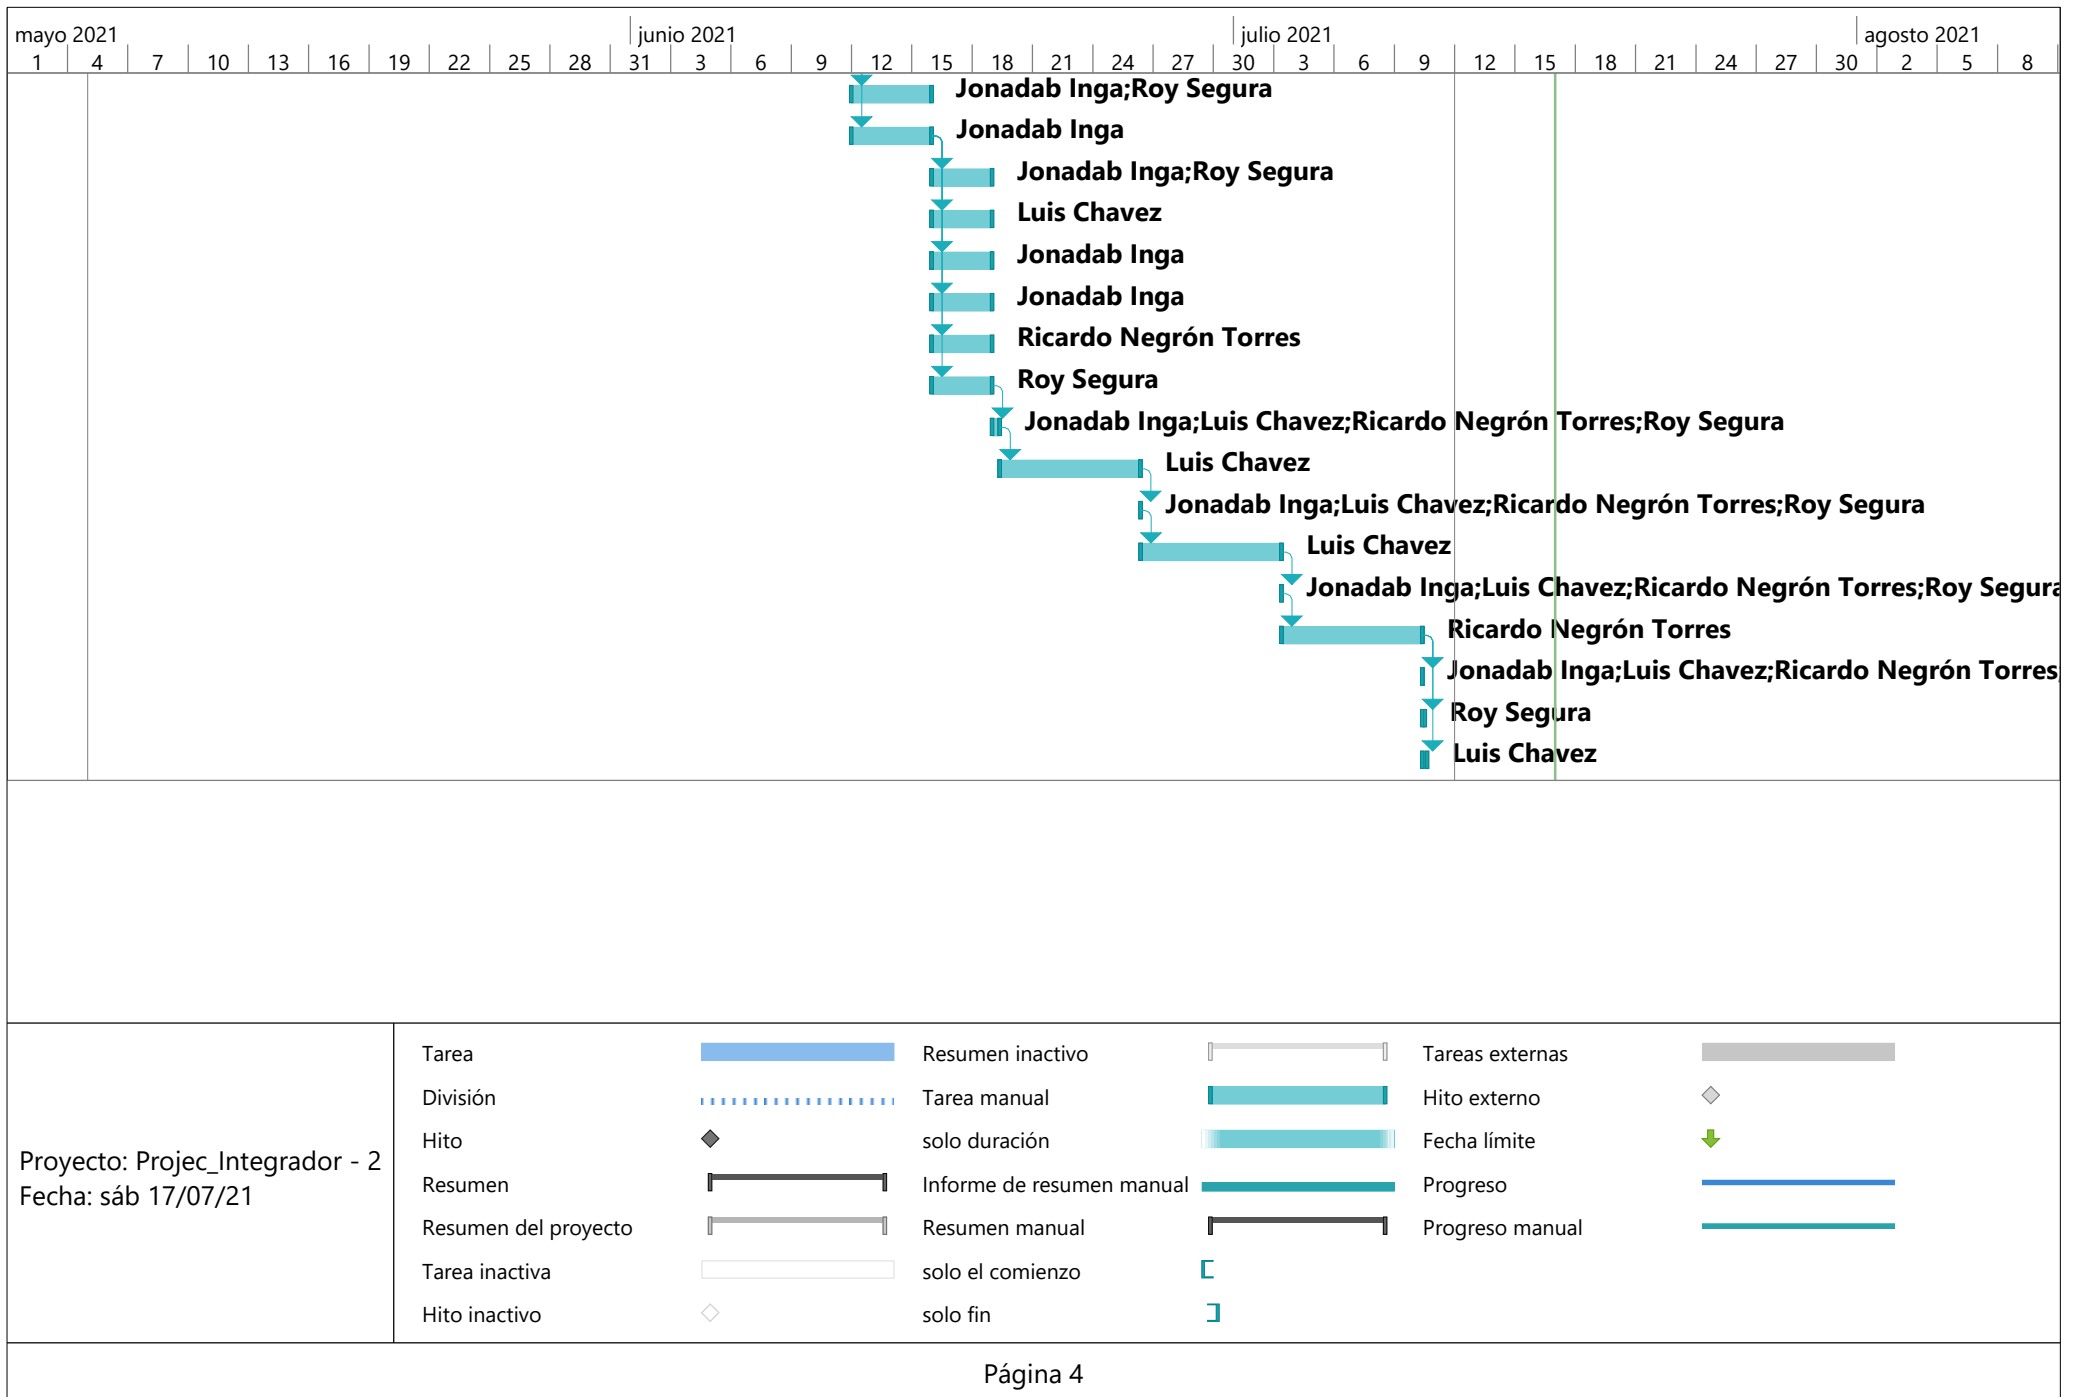 mayo 2021 junio 2021 julio 2021 agosto 2021
1 4 7 10 13 16 19 22 25 28 31 3 6 9 12 15 18 21 24 27 30 3 6 9 12 15 18 21 24 27 30 2 5 8
Jonadab Inga;Roy Segura
Jonadab Inga
Jonadab Inga;Roy Segura
Luis Chavez
Jonadab Inga
Jonadab Inga
Ricardo Negrón Torres
Roy Segura
Jonadab Inga;Luis Chavez;Ricardo Negrón Torres;Roy Segura
Luis Chavez
Jonadab Inga;Luis Chavez;Ricardo Negrón Torres;Roy Segura
Luis Chavez
Jonadab Inga;Luis Chavez;Ricardo Negrón Torres;Roy Segura
Ricardo Negrón Torres
Jonadab Inga;Luis Chavez;Ricardo Negrón Torres;
Roy Segura
Luis Chavez
Proyecto: Projec_Integrador - 2
Fecha: sáb 17/07/21
Tarea
División
Hito
Resumen
Resumen del proyecto
Tarea inactiva
Hito inactivo
Resumen inactivo
Tarea manual
solo duración
Informe de resumen manual
Resumen manual
solo el comienzo
solo fin
Tareas externas
Hito externo
Fecha límite
Progreso
Progreso manual
Página 4